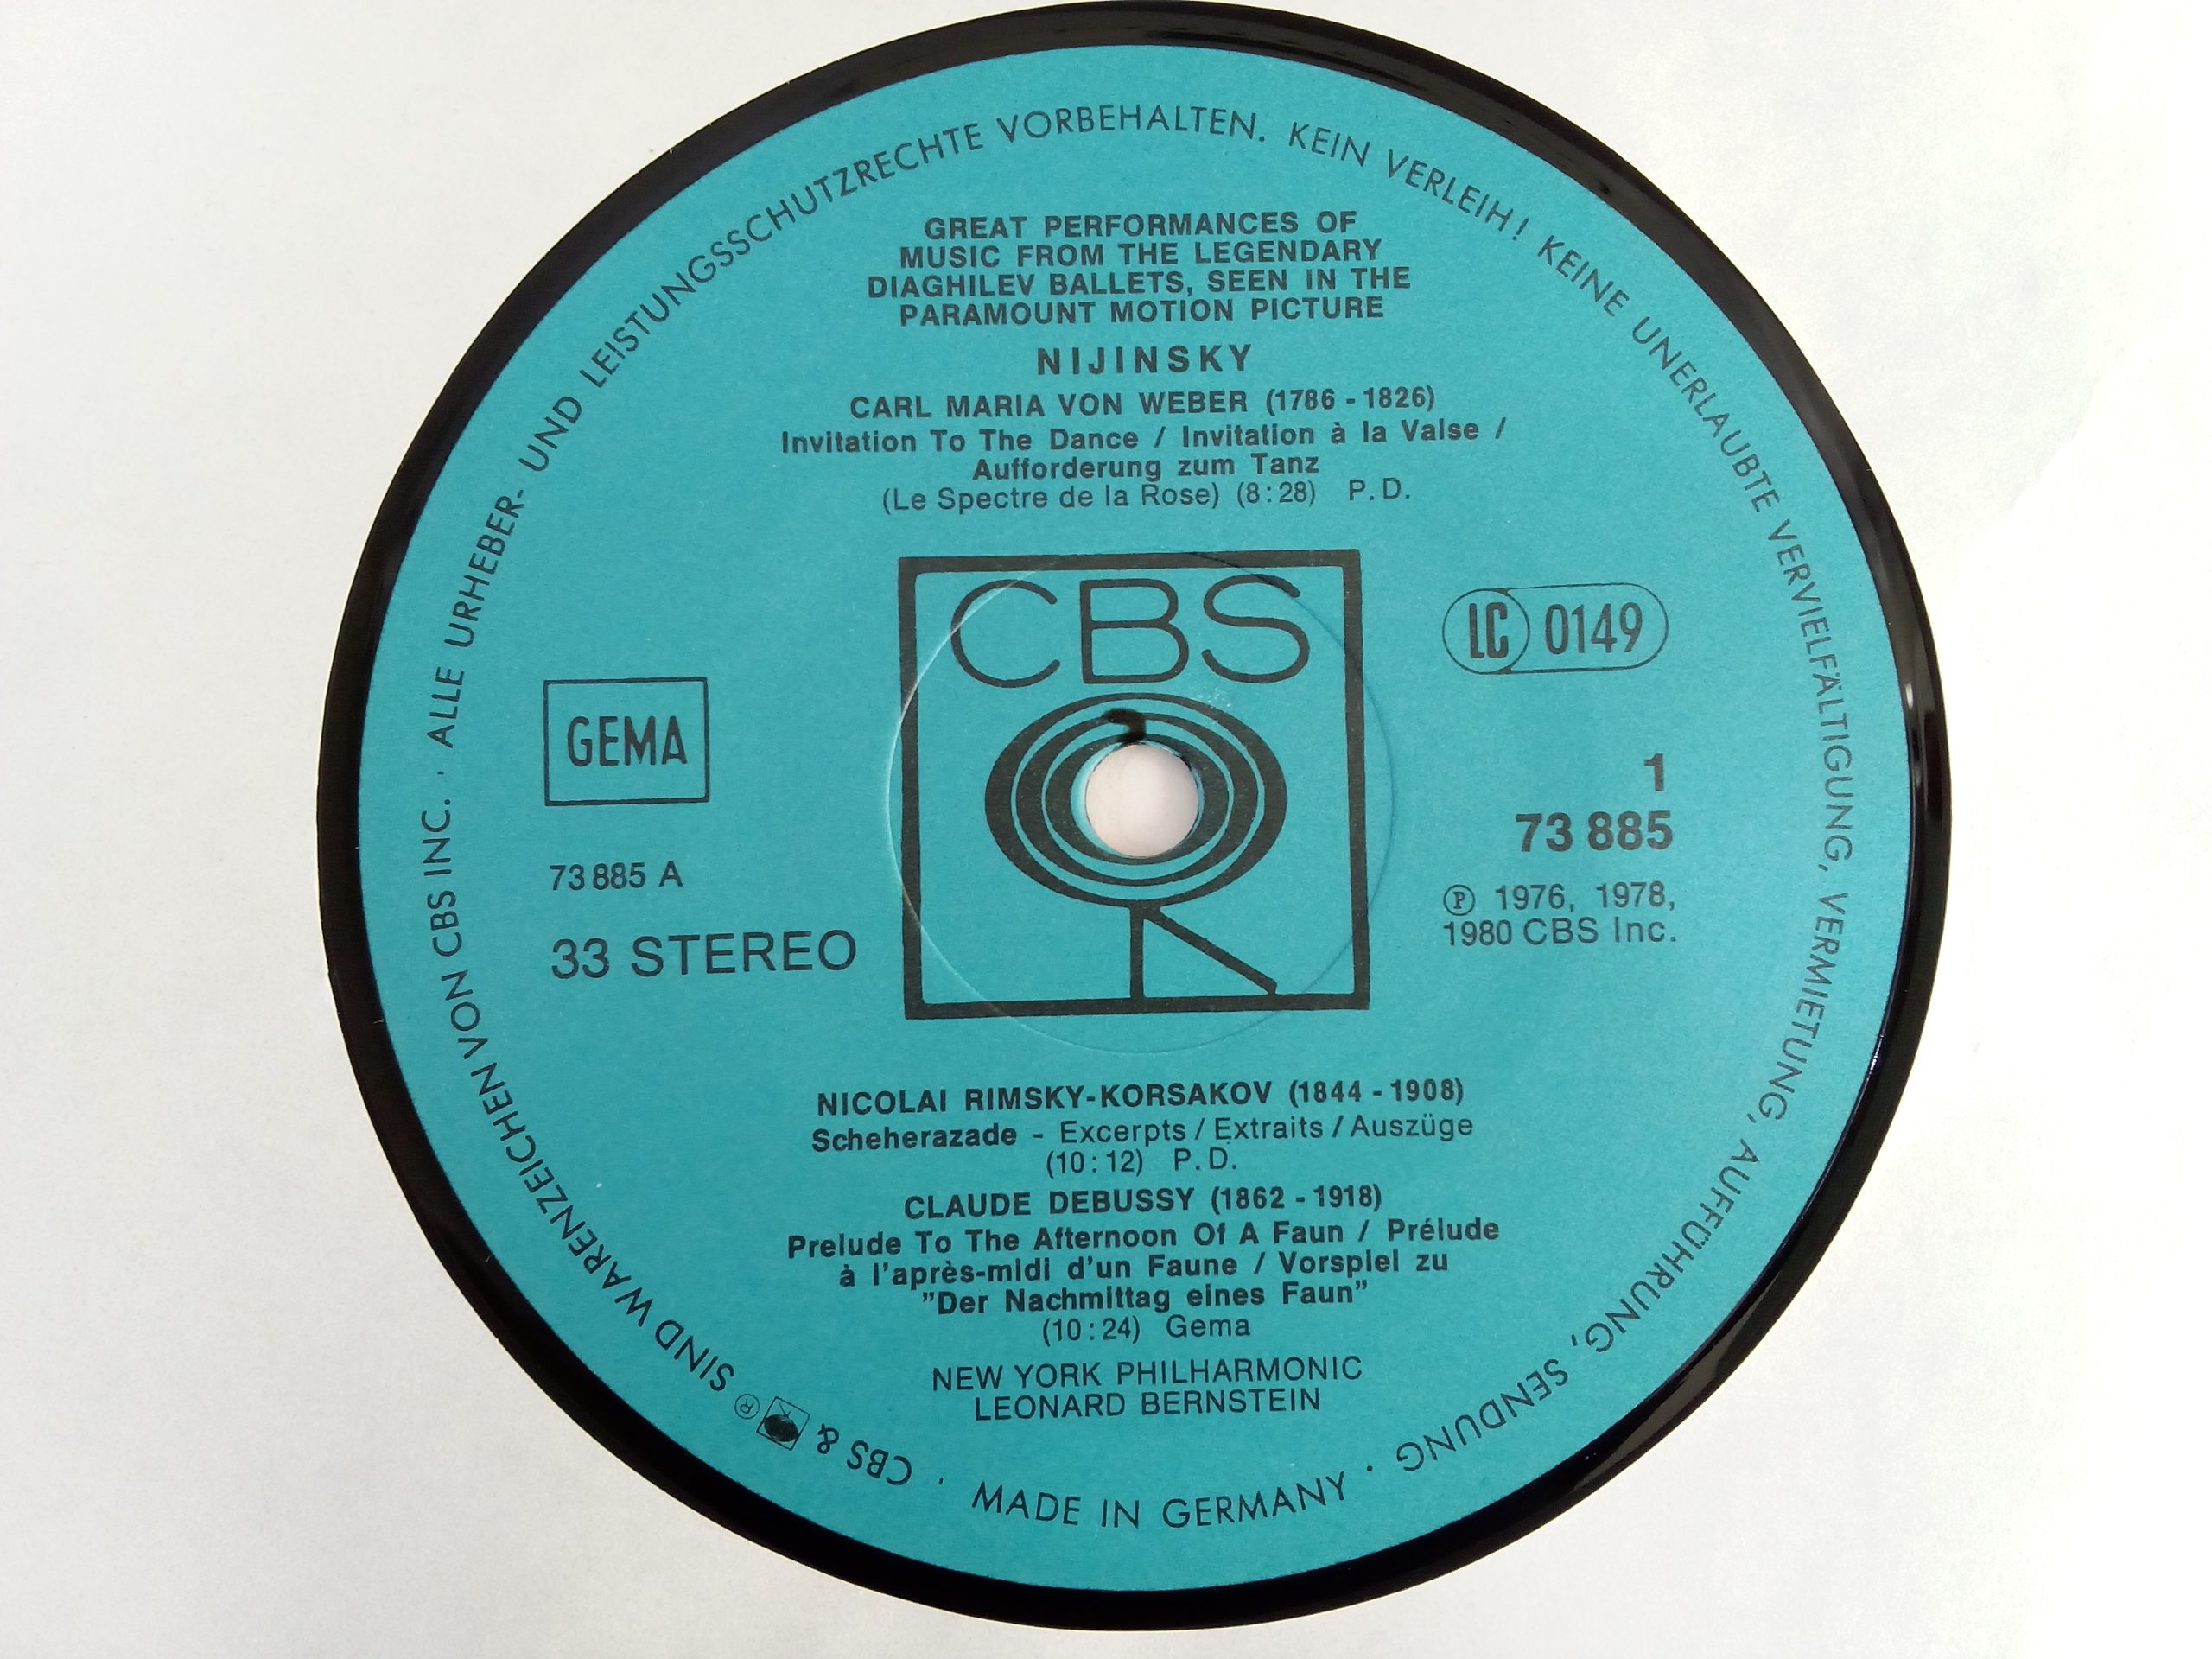 ALLE URHEBER- UND LEISTUNGSSCHUTZRECHTE VORBEHALTEN. KEIN VERLEIH! KEINE UNERLAUBTE VERVIELFÄLTIGUNG, VERMIETUNG, AUFFÜHRUNG, SENDUNG ·
GREAT PERFORMANCES OF
MUSIC FROM THE LEGENDARY
DIAGHILEV BALLETS, SEEN IN THE
PARAMOUNT MOTION PICTURE
NIJINSKY
CARL MARIA VON WEBER (1786 - 1826)
Invitation To The Dance / Invitation à la Valse /
Aufforderung zum Tanz
(Le Spectre de la Rose) (8:28) P.D.
CBS
LC 0149
GEMA
1
73 885
73 885 A
Ⓟ 1976, 1978,
1980 CBS Inc.
33 STEREO
NICOLAI RIMSKY-KORSAKOV (1844 - 1908)
Scheherazade - Excerpts / Extraits / Auszüge
(10:12) P.D.
CLAUDE DEBUSSY (1862 - 1918)
Prelude To The Afternoon Of A Faun / Prélude
à l'après-midi d'un Faune / Vorspiel zu
”Der Nachmittag eines Faun”
(10:24) Gema
NEW YORK PHILHARMONIC
LEONARD BERNSTEIN
MADE IN GERMANY ·
CBS & ® SIND WARENZEICHEN VON CBS INC. ·